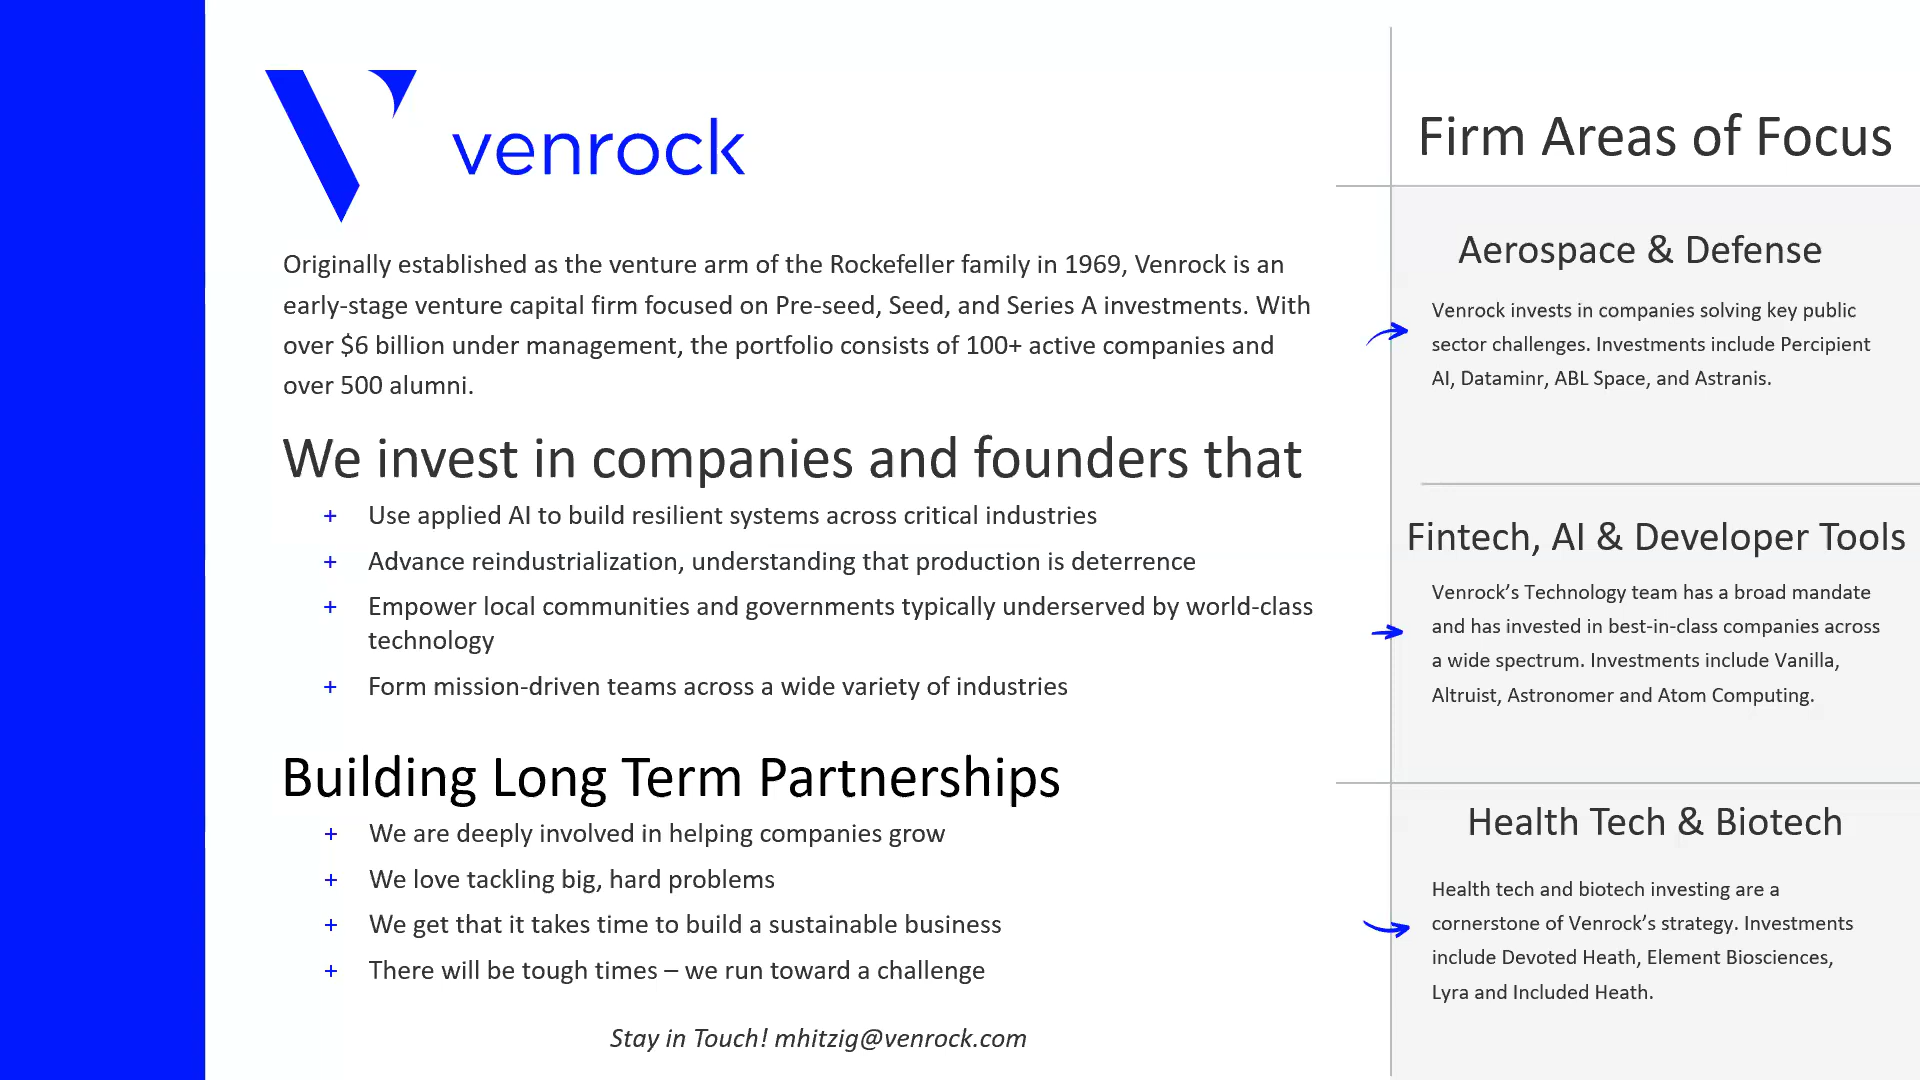 venrock
Originally established as the venture arm of the Rockefeller family in 1969, Venrock is an
early-stage venture capital firm focused on Pre-seed, Seed, and Series A investments. With
over $6 billion under management, the portfolio consists of 100+ active companies and
over 500 alumni.
We invest in companies and founders that
+ Use applied AI to build resilient systems across critical industries
+ Advance reindustrialization, understanding that production is deterrence
+ Empower local communities and governments typically underserved by world-class
technology
+ Form mission-driven teams across a wide variety of industries
Building Long Term Partnerships
+ We are deeply involved in helping companies grow
+ We love tackling big, hard problems
+ We get that it takes time to build a sustainable business
+ There will be tough times – we run toward a challenge
Stay in Touch! mhitzig@venrock.com
Firm Areas of Focus
Aerospace & Defense
Venrock invests in companies solving key public
sector challenges. Investments include Percipient
AI, Dataminr, ABL Space, and Astranis.
Fintech, AI & Developer Tools
Venrock’s Technology team has a broad mandate
and has invested in best-in-class companies across
a wide spectrum. Investments include Vanilla,
Altruist, Astronomer and Atom Computing.
Health Tech & Biotech
Health tech and biotech investing are a
cornerstone of Venrock’s strategy. Investments
include Devoted Heath, Element Biosciences,
Lyra and Included Heath.